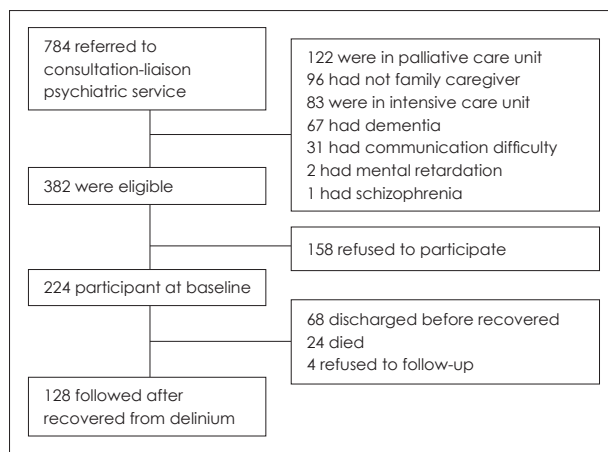 784 referred to
consultation-liaison
psychiatric service
122 were in palliative care unit
96 had not family caregiver
83 were in intensive care unit
67 had dementia
31 had communication difficulty
2 had mental retardation
1 had schizophrenia
382 were eligible
158 refused to participate
224 participant at baseline
68 discharged before recovered
24 died
4 refused to follow-up
128 followed after
recovered from delinium